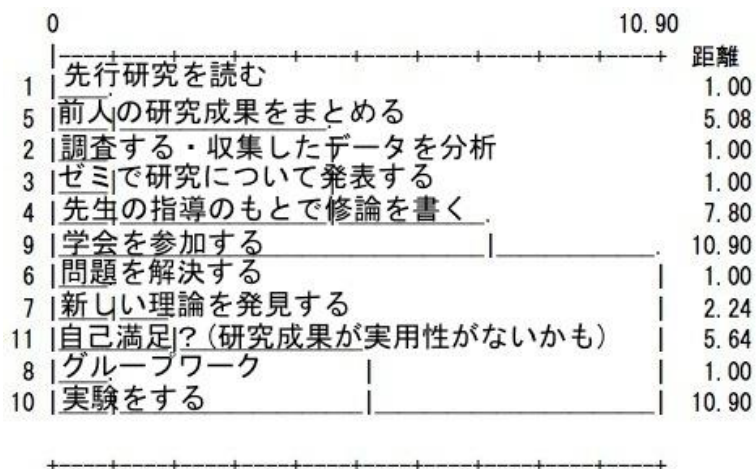 0 10.90
|----+----+----+----+----+----+----+----+----+----+ 距離
1 | 先行研究を読む 1.00
5 |前人の研究成果をまとめる 5.08
2 |調査する・収集したデータを分析 1.00
3 |ゼミで研究について発表する 1.00
4 |先生の指導のもとで修論を書く 7.80
9 |学会を参加する 10.90
6 |問題を解決する 1.00
7 |新しい理論を発見する 2.24
11 |自己満足?(研究成果が実用性がないかも) 5.64
8 |グループワーク 1.00
10 |実験をする 10.90
+----+----+----+----+----+----+----+----+----+----+